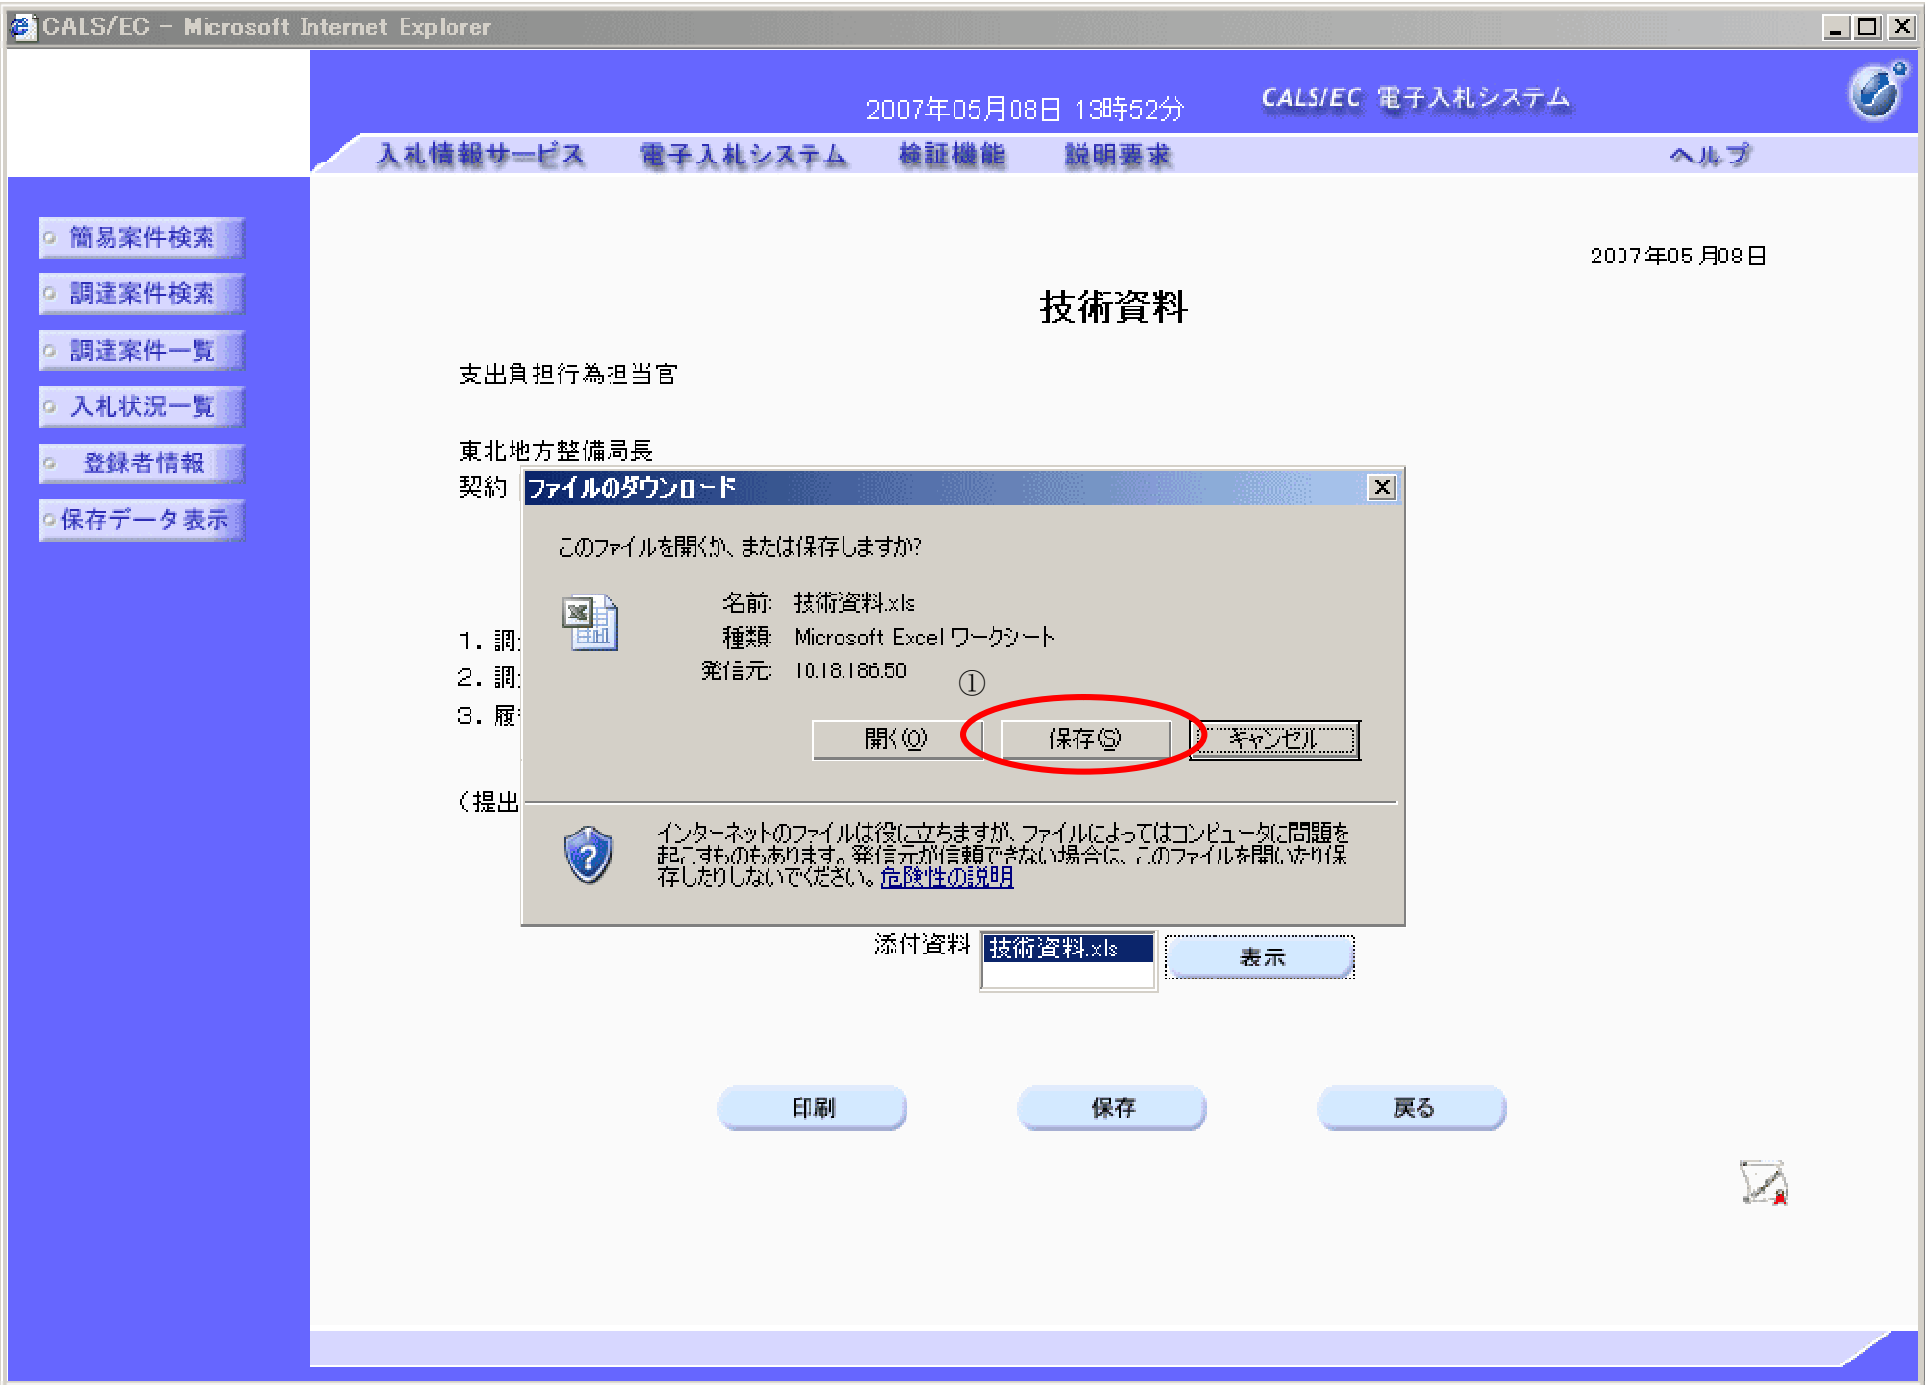 CALS/EC - Microsoft Internet Explorer
2007年05月08日 13時52分
CALS/EC 電子入札システム
入札情報サービス 電子入札システム 検証機能 説明要求 ヘルプ
簡易案件検索
調達案件検索
調達案件一覧
入札状況一覧
登録者情報
保存データ表示
2007年05月08日
技術資料
支出負担行為担当官
東北地方整備局長
契約
ファイルのダウンロード
このファイルを開くか、または保存しますか?
名前: 技術資料.xls
種類: Microsoft Excel ワークシート
発信元: 10.18.186.50
①
開く(O) 保存(S) キャンセル
1. 調
2. 調
3. 履
(提出
インターネットのファイルは役に立ちますが、ファイルによってはコンピュータに問題を
起こすものもあります。発信元が信頼できない場合は、このファイルを開いたり保
存したりしないでください。危険性の説明
添付資料 技術資料.xls 表示
印刷 保存 戻る